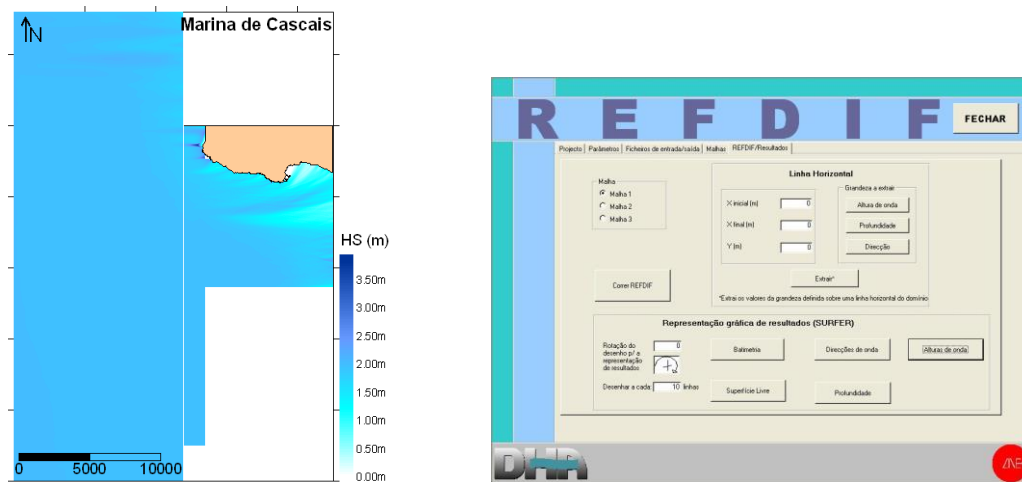 N
Marina de Cascais
HS (m)
3.50m
3.00m
2.50m
2.00m
1.50m
1.00m
0.50m
0.00m
0 5000 10000
REFDIF
FECHAR
Projecto Parâmetros Ficheiros de entrada/saída Malhas REFDIF/Resultados
Malha
Malha 1
Malha 2
Malha 3
Linha Horizontal
X inicial (m) 0
X final (m) 0
Y (m) 0
Grandeza a extrair
Altura de onda
Profundidade
Direcção
Correr REFDIF
Extrair*
*Extrai os valores da grandeza definida sobre uma linha horizontal do domínio
Representação gráfica de resultados (SURFER)
Rotação do
desenho p/ a
representação
de resultados
0
Batimetria
Direcções de onda
Alturas de onda
Desenhar a cada 10 linhas
Superfície Livre
Profundidade
DHA